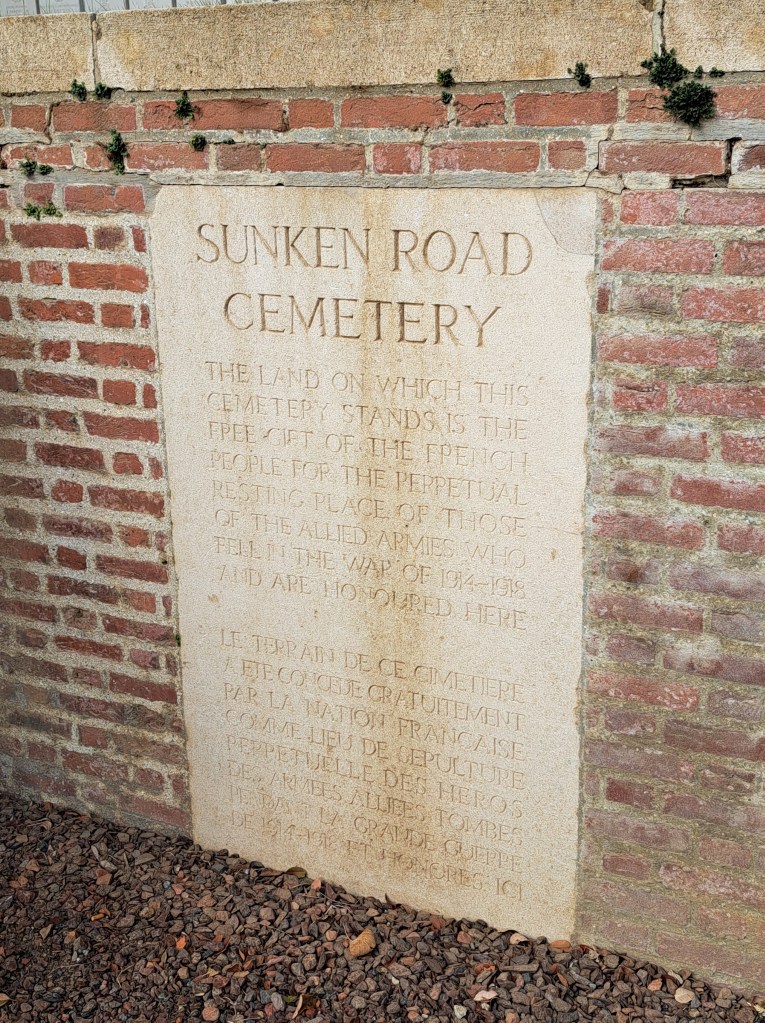 SUNKEN ROAD
CEMETERY
THE LAND ON WHICH THIS
CEMETERY STANDS IS THE
FREE GIFT OF THE FRENCH
PEOPLE FOR THE PERPETUAL
RESTING PLACE OF THOSE
OF THE ALLIED ARMIES WHO
FELL IN THE WAR OF 1914-1918
AND ARE HONOURED HERE
LE TERRAIN DE CE CIMETIERE
A ETE CONCEDE GRATUITEMENT
PAR LA NATION FRANÇAISE
COMME LIEU DE SEPULTURE
PERPETUELLE DES HEROS
DES ARMEES ALLIEES TOMBES
PENDANT LA GRANDE GUERRE
DE 1914-1918 ET HONORES ICI